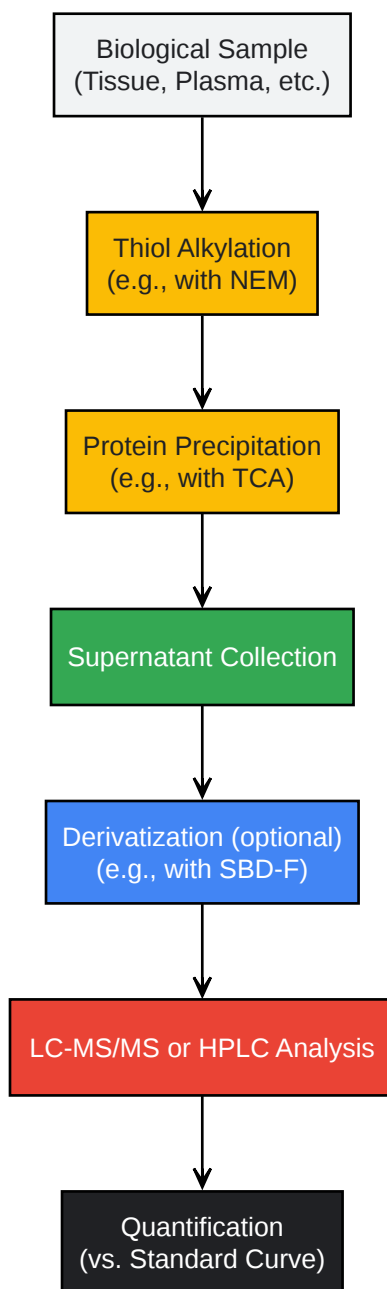 Biological Sample
(Tissue, Plasma, etc.)
Thiol Alkylation
(e.g., with NEM)
Protein Precipitation
(e.g., with TCA)
Supernatant Collection
Derivatization (optional)
(e.g., with SBD-F)
LC-MS/MS or HPLC Analysis
Quantification
(vs. Standard Curve)